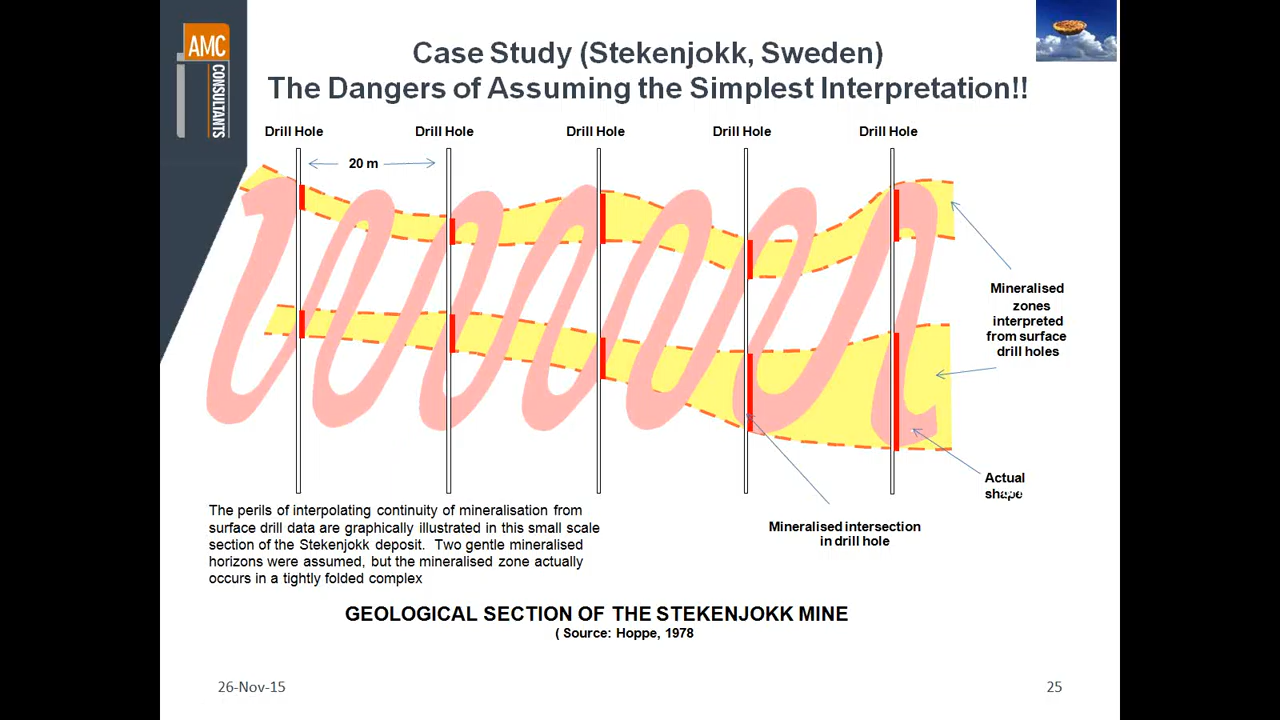 AMC
CONSULTANTS
Case Study (Stekenjokk, Sweden)
The Dangers of Assuming the Simplest Interpretation!!
Drill Hole
Drill Hole
Drill Hole
Drill Hole
Drill Hole
20 m
Mineralised
zones
interpreted
from surface
drill holes
Actual
shape
Mineralised intersection
in drill hole
The perils of interpolating continuity of mineralisation from
surface drill data are graphically illustrated in this small scale
section of the Stekenjokk deposit. Two gentle mineralised
horizons were assumed, but the mineralised zone actually
occurs in a tightly folded complex
GEOLOGICAL SECTION OF THE STEKENJOKK MINE
( Source: Hoppe, 1978
26-Nov-15
25